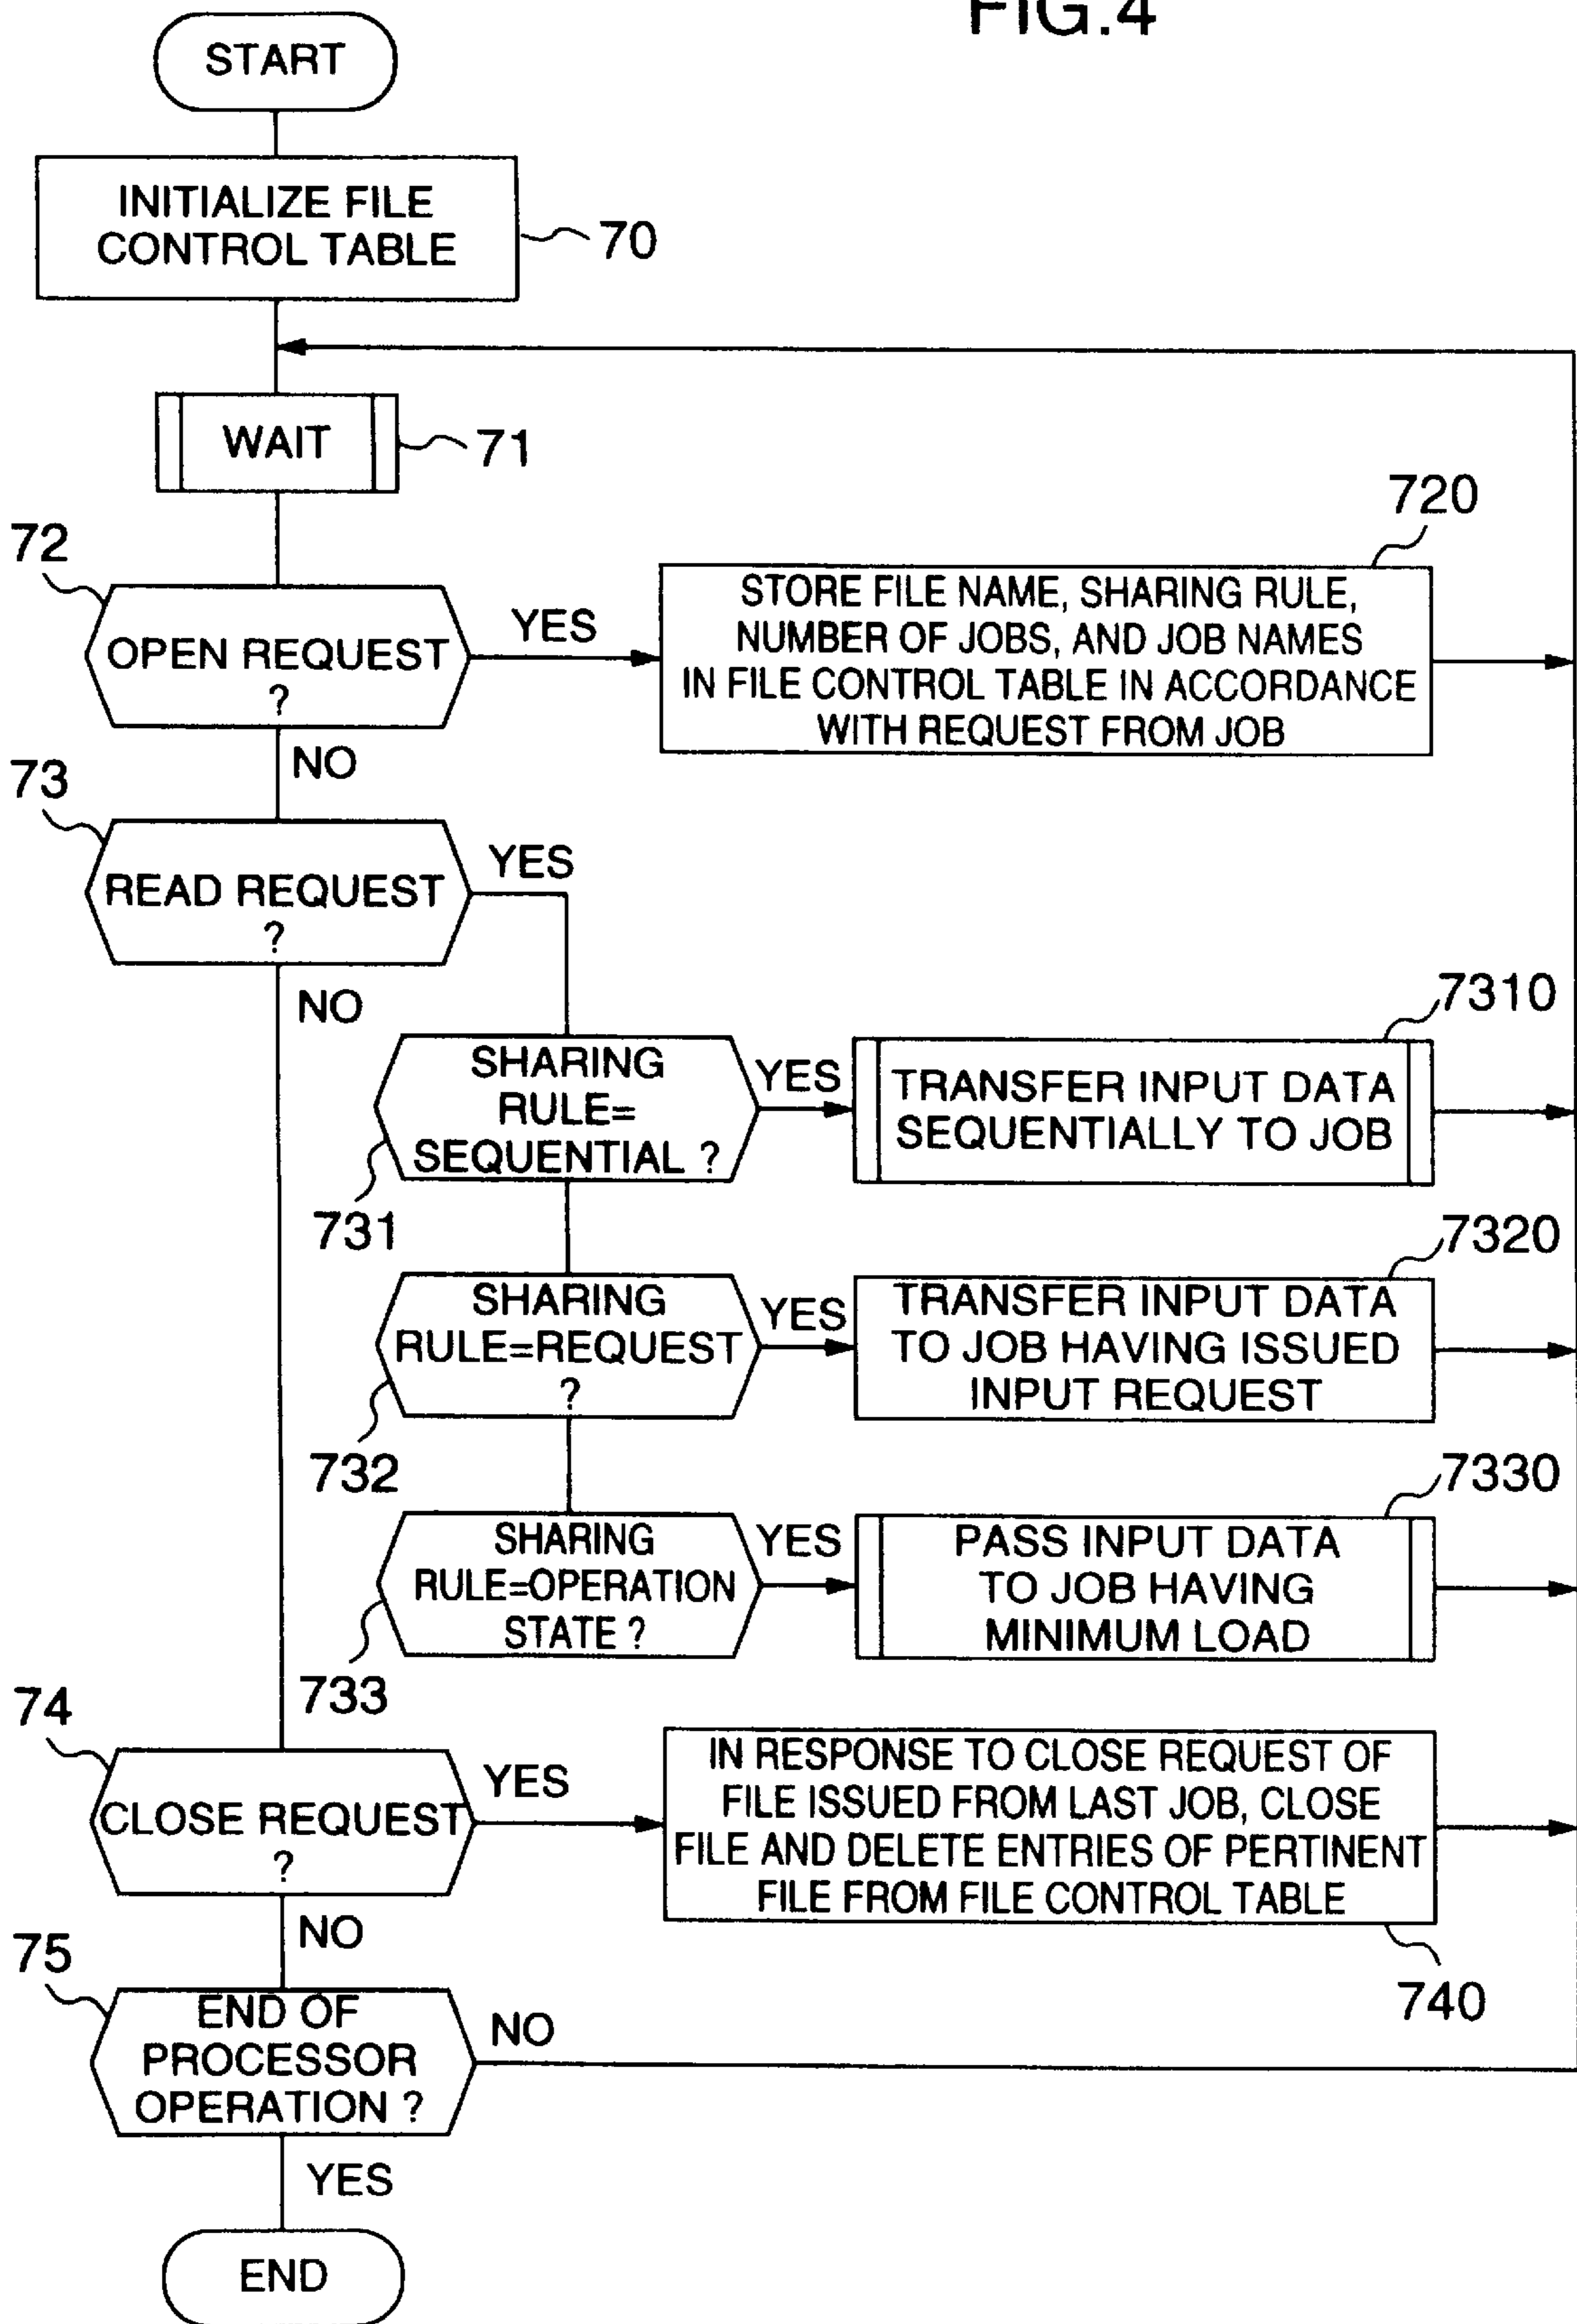 FIG.4
START
INITIALIZE FILE
CONTROL TABLE
70
WAIT
71
72
OPEN REQUEST
?
YES
720
STORE FILE NAME, SHARING RULE,
NUMBER OF JOBS, AND JOB NAMES
IN FILE CONTROL TABLE IN ACCORDANCE
WITH REQUEST FROM JOB
NO
73
READ REQUEST
?
YES
NO
SHARING
RULE=
SEQUENTIAL ?
731
YES
7310
TRANSFER INPUT DATA
SEQUENTIALLY TO JOB
SHARING
RULE=REQUEST
?
732
YES
7320
TRANSFER INPUT DATA
TO JOB HAVING ISSUED
INPUT REQUEST
SHARING
RULE=OPERATION
STATE ?
733
YES
7330
PASS INPUT DATA
TO JOB HAVING
MINIMUM LOAD
74
CLOSE REQUEST
?
YES
IN RESPONSE TO CLOSE REQUEST OF
FILE ISSUED FROM LAST JOB, CLOSE
FILE AND DELETE ENTRIES OF PERTINENT
FILE FROM FILE CONTROL TABLE
740
NO
75
END OF
PROCESSOR
OPERATION ?
NO
YES
END